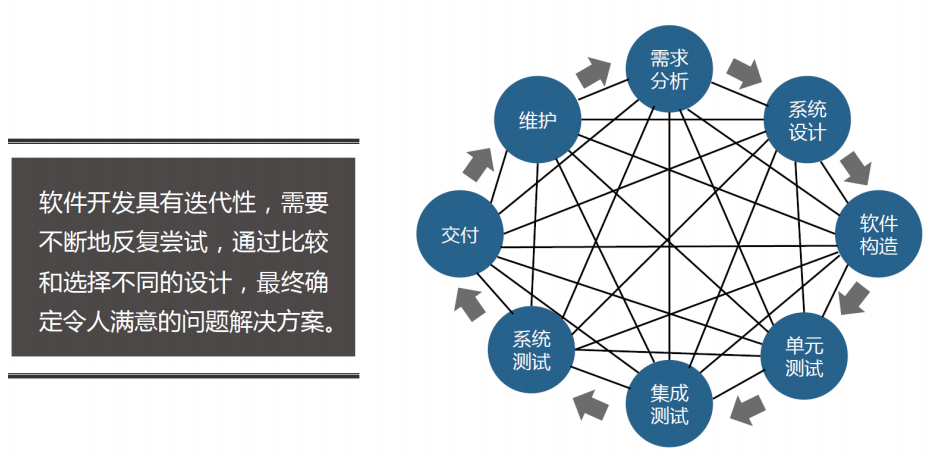 软件开发具有迭代性，需要
不断地反复尝试，通过比较
和选择不同的设计，最终确
定令人满意的问题解决方案。
需求
分析
系统
设计
软件
构造
单元
测试
集成
测试
系统
测试
交付
维护